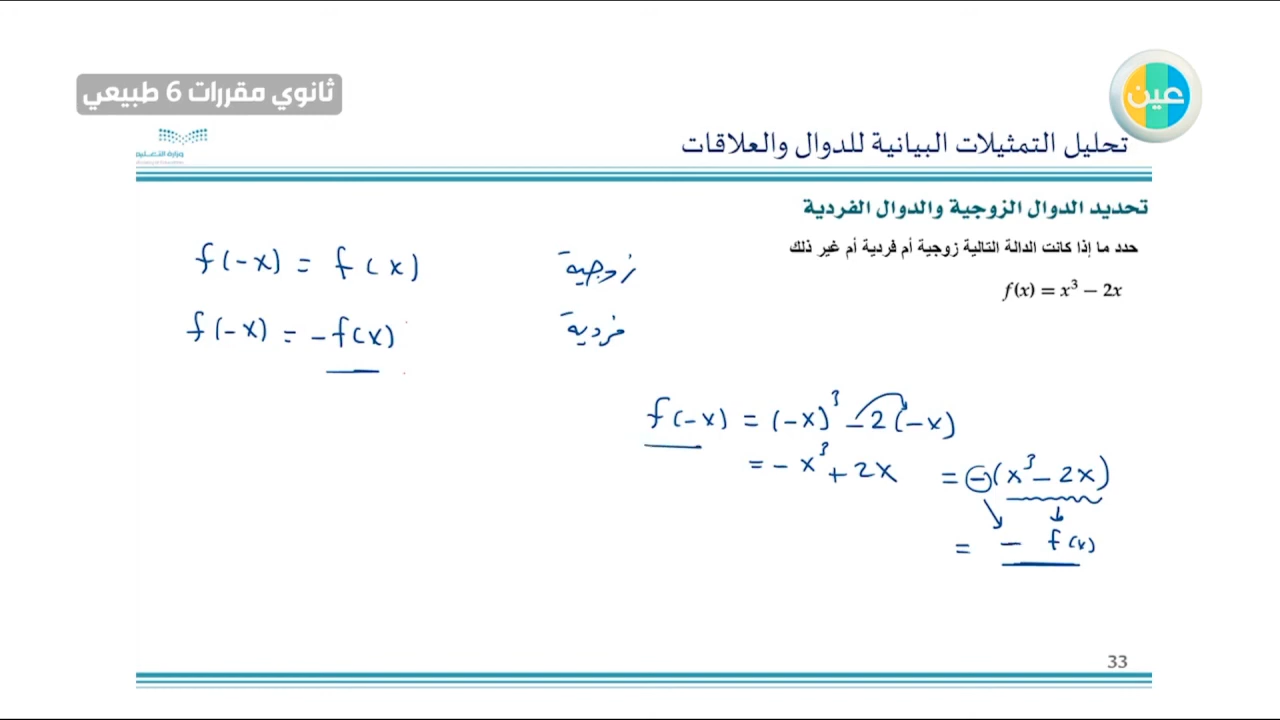 ثانوي مقررات 6 طبيعي
عين
وزارة التعليم
تحليل التمثيلات البيانية للدوال والعلاقات
تحديد الدوال الزوجية والدوال الفردية
حدد ما إذا كانت الدالة التالية زوجية أم فردية أم غير ذلك
f(x) = x³ − 2x
f(-x) = f(x) زوجية
f(-x) = -f(x) فردية
f(-x) = (-x)³ - 2(-x)
= -x³ + 2x = -(x³ - 2x)
= - f(x)
33